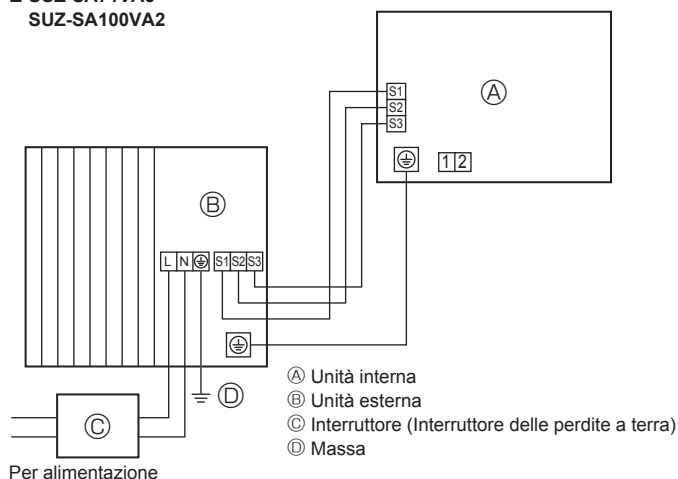 SUZ-SA100VA2
S1
S2
S3
Ⓐ
1 2
Ⓑ
L N S1 S2 S3
Ⓒ
Ⓓ
Ⓐ Unità interna
Ⓑ Unità esterna
Ⓒ Interruttore (Interruttore delle perdite a terra)
Ⓓ Massa
Per alimentazione